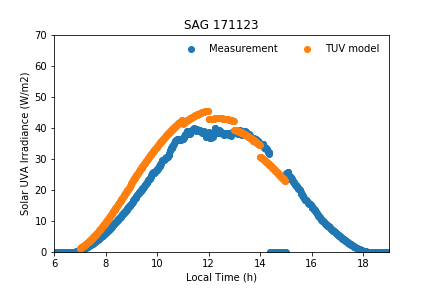 SAG 171123
Measurement TUV model
Solar UVA Irradiance (W/m2)
70
60
50
40
30
20
10
0
6 8 10 12 14 16 18
Local Time (h)